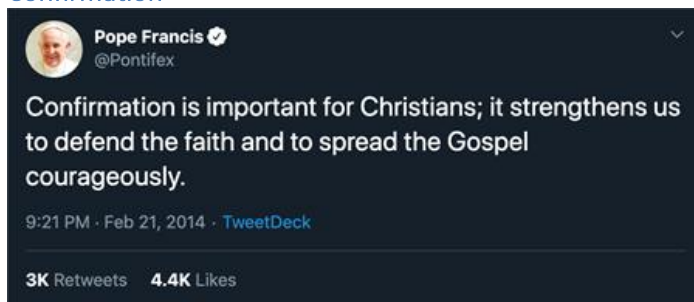 Confirmation
Pope Francis
@Pontifex
Confirmation is important for Christians; it strengthens us
to defend the faith and to spread the Gospel
courageously.
9:21 PM · Feb 21, 2014 · TweetDeck
3K Retweets 4.4K Likes